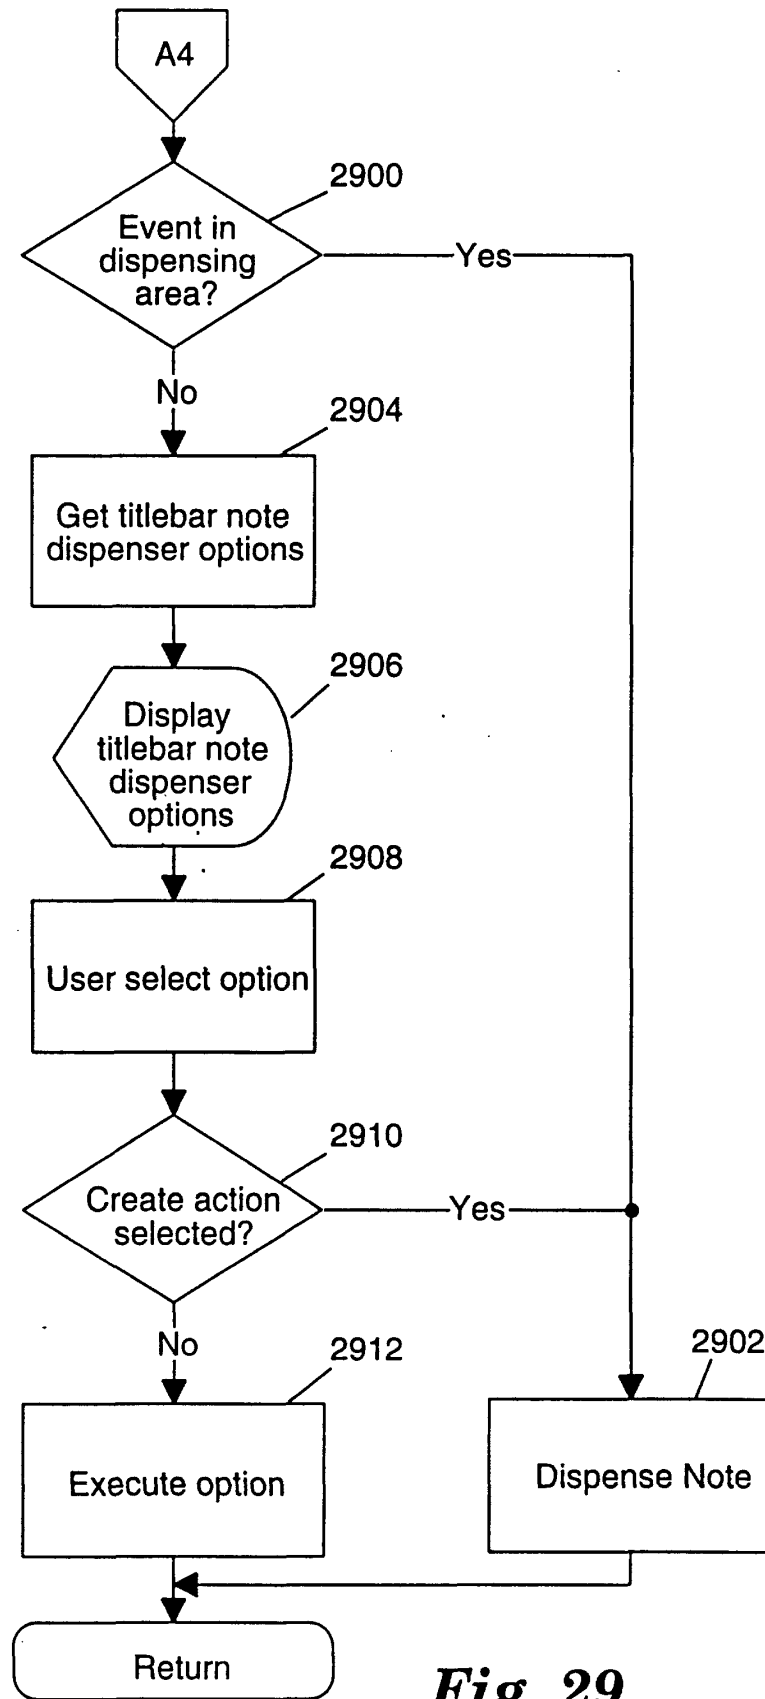 A4
2900
Event in
dispensing
area?
Yes
No
2904
Get titlebar note
dispenser options
2906
Display
titlebar note
dispenser
options
2908
User select option
2910
Create action
selected?
Yes
No
2912
2902
Execute option
Dispense Note
Return
Fig. 29